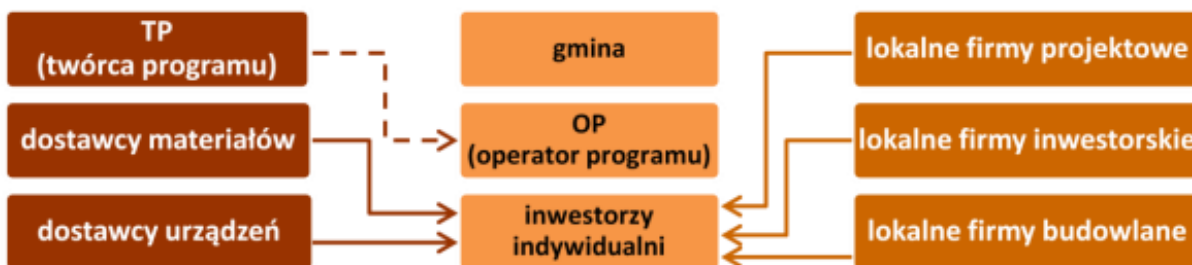 TP
(twórca programu)
gmina
lokalne firmy projektowe
dostawcy materiałów
OP
(operator programu)
lokalne firmy inwestorskie
dostawcy urządzeń
inwestorzy
indywidualni
lokalne firmy budowlane